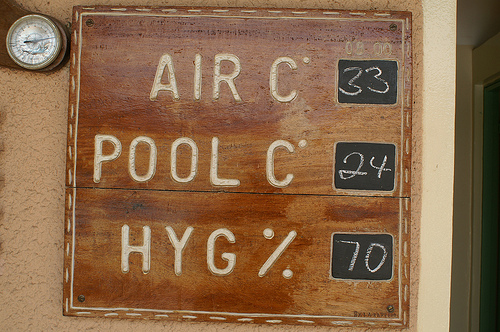 AIR C° 33
POOL C° 24
HYG % 70